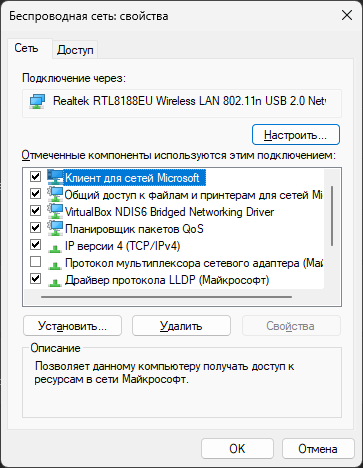 Беспроводная сеть: свойства
Сеть
Доступ
Подключение через:
Realtek RTL8188EU Wireless LAN 802.11n USB 2.0 Netw
Настроить...
Отмеченные компоненты используются этим подключением:
Клиент для сетей Microsoft
Общий доступ к файлам и принтерам для сетей Mi
VirtualBox NDIS6 Bridged Networking Driver
Планировщик пакетов QoS
IP версии 4 (TCP/IPv4)
Протокол мультиплексора сетевого адаптера (Май
Драйвер протокола LLDP (Майкрософт)
Установить...
Удалить
Свойства
Описание
Позволяет данному компьютеру получать доступ к
ресурсам в сети Майкрософт.
OK
Отмена